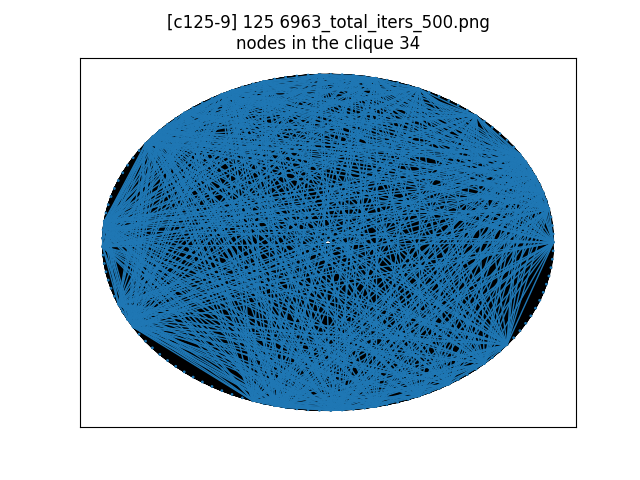 [c125-9] 125 6963_total_iters_500.png
nodes in the clique 34